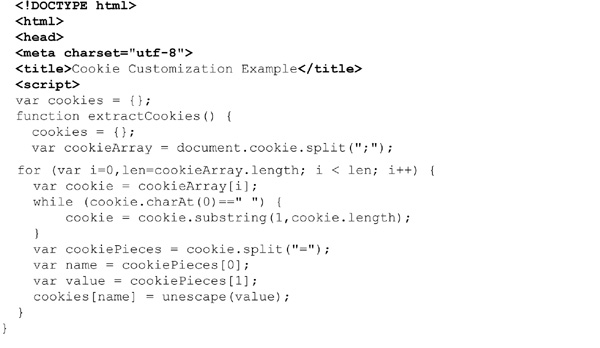 <!DOCTYPE html>
<html>
<head>
<meta charset="utf-8">
<title>Cookie Customization Example</title>
<script>
var cookies = {};
function extractCookies() {
  cookies = {};
  var cookieArray = document.cookie.split(";");
for (var i=0,len=cookieArray.length; i < len; i++) {
  var cookie = cookieArray[i];
  while (cookie.charAt(0)==" ") {
      cookie = cookie.substring(1,cookie.length);
  }
  var cookiePieces = cookie.split("=");
  var name = cookiePieces[0];
  var value = cookiePieces[1];
  cookies[name] = unescape(value);
}
}